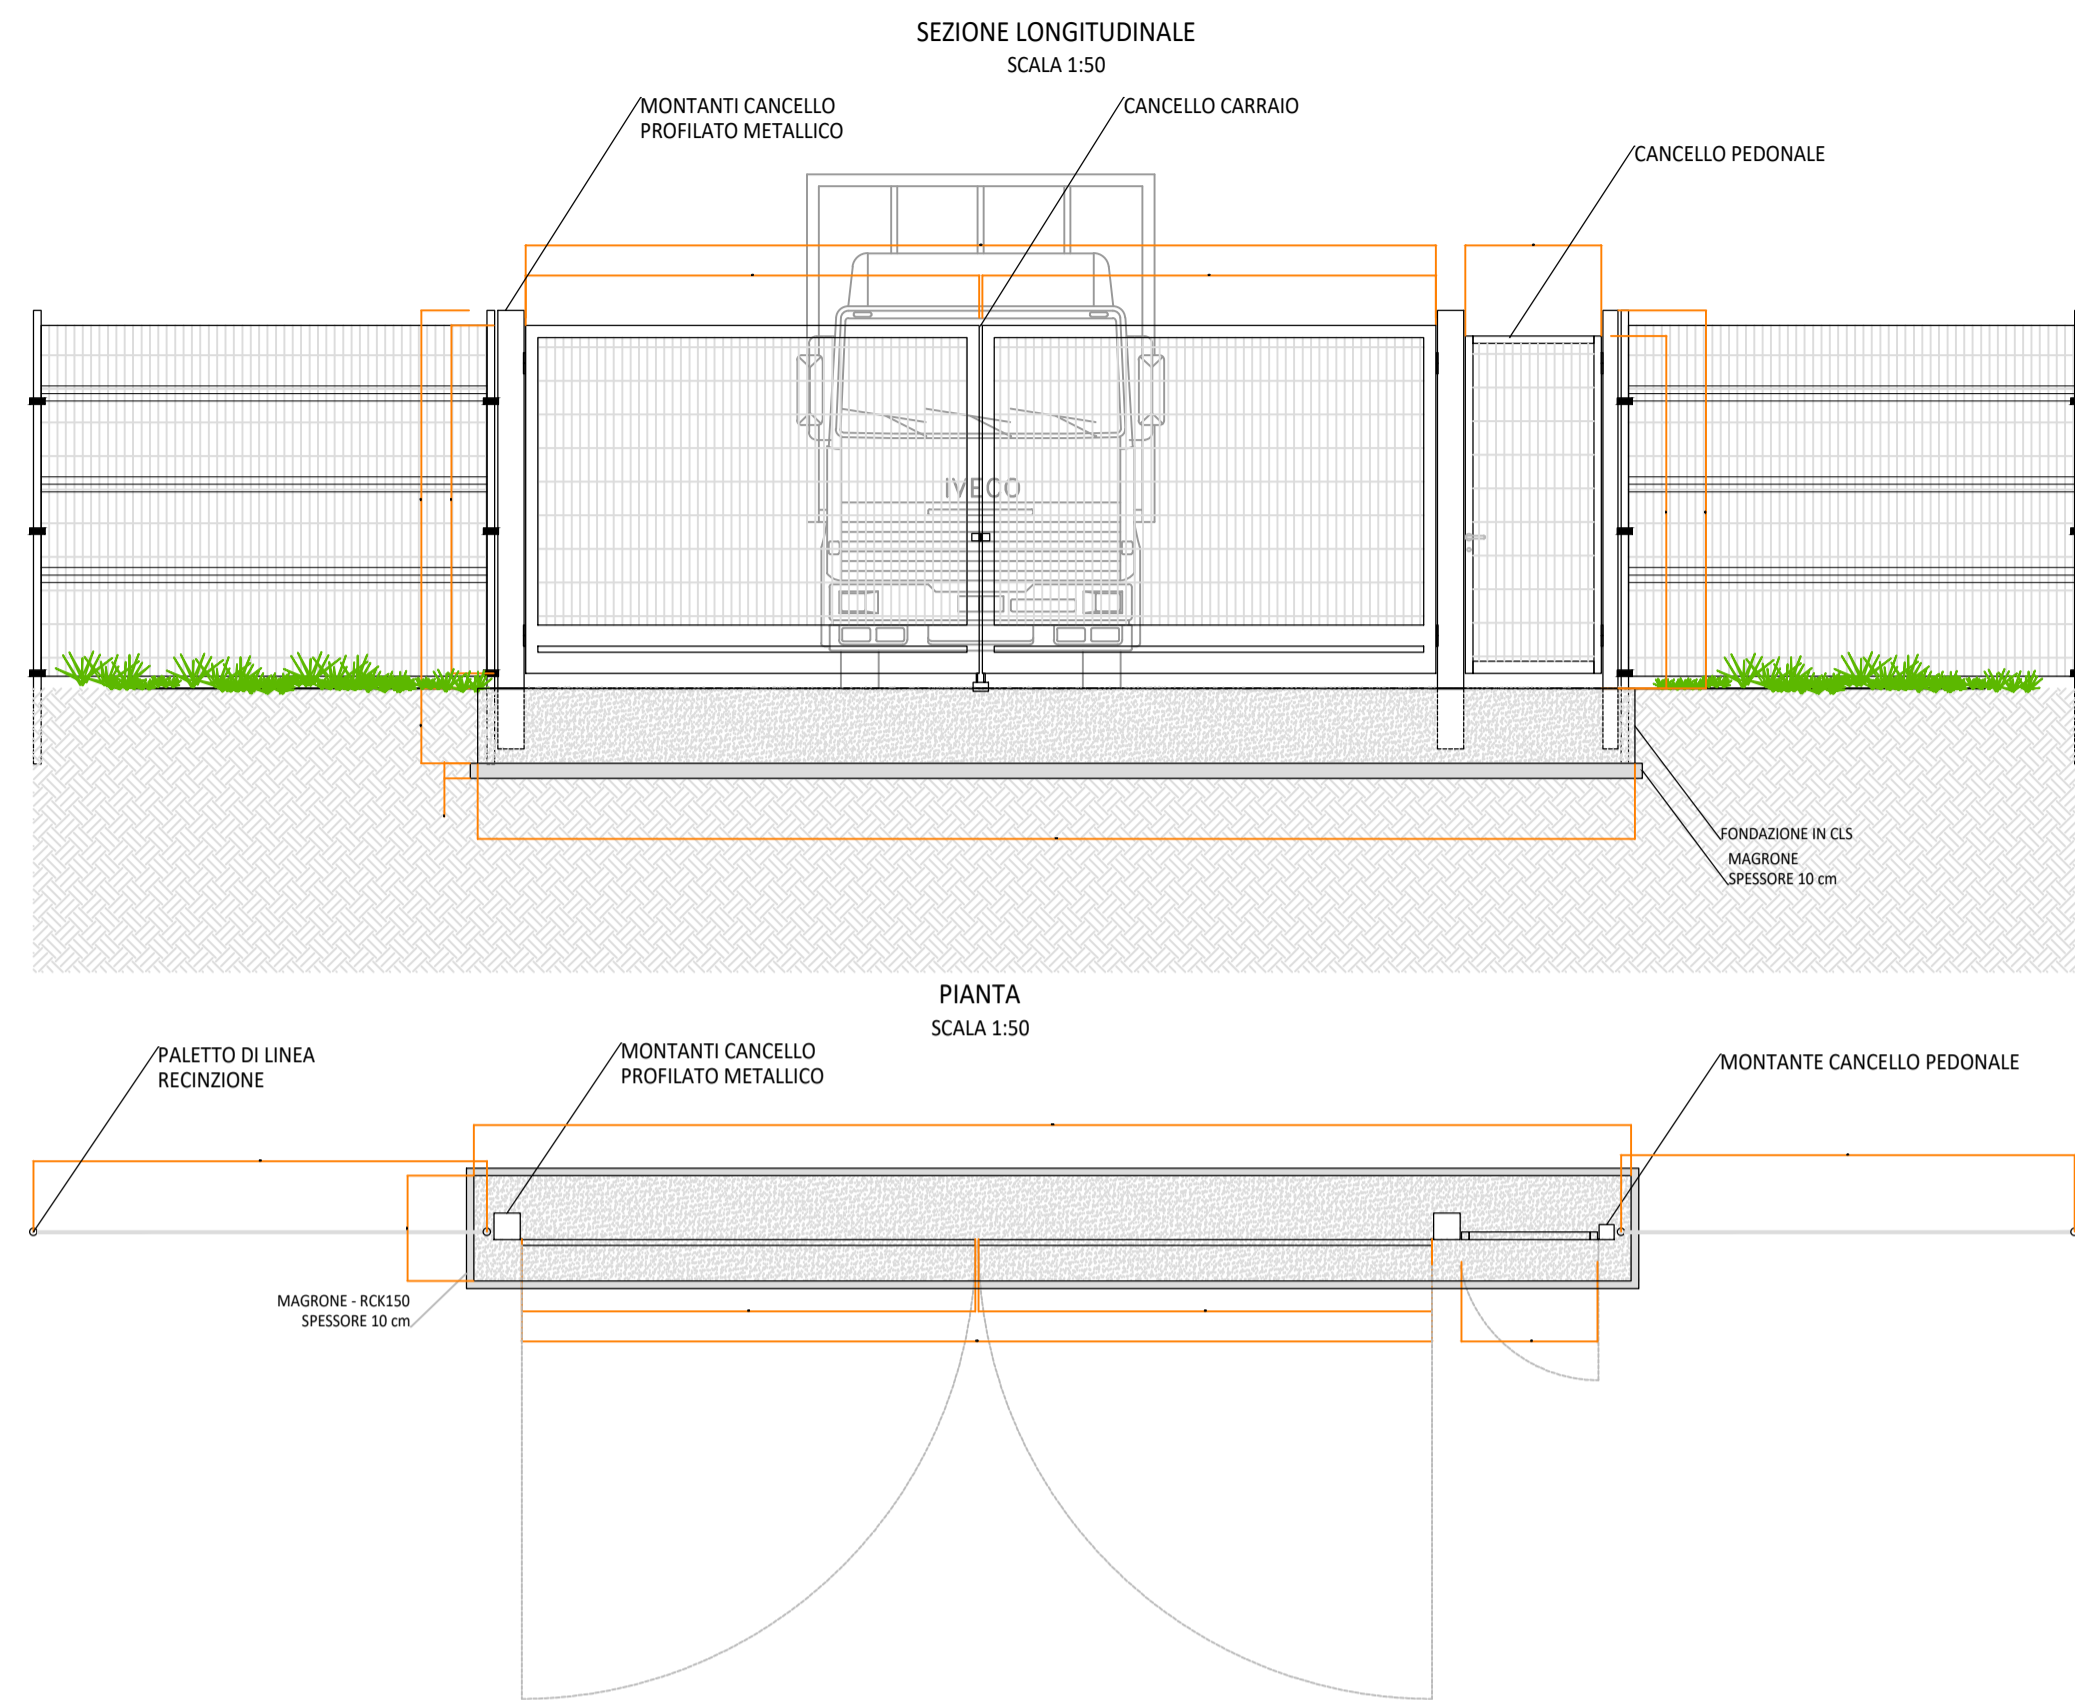 SEZIONE LONGITUDINALE
SCALA 1:50
MONTANTI CANCELLO
PROFILATO METALLICO
CANCELLO CARRAIO
CANCELLO PEDONALE
IVECO
FONDAZIONE IN CLS
MAGRONE
SPESSORE 10 cm
PIANTA
SCALA 1:50
PALETTO DI LINEA
RECINZIONE
MONTANTI CANCELLO
PROFILATO METALLICO
MONTANTE CANCELLO PEDONALE
MAGRONE - RCK150
SPESSORE 10 cm